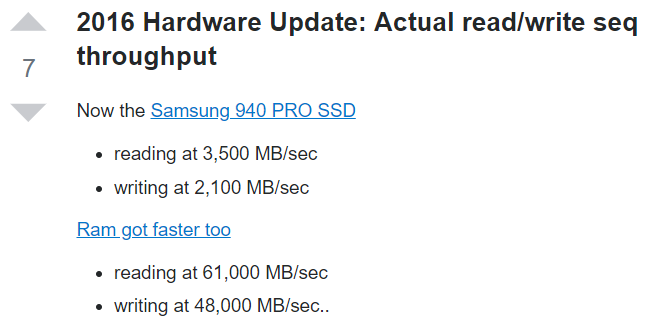 2016 Hardware Update: Actual read/write seq
throughput
7
Now the Samsung 940 PRO SSD
• reading at 3,500 MB/sec
• writing at 2,100 MB/sec
Ram got faster too
• reading at 61,000 MB/sec
• writing at 48,000 MB/sec..